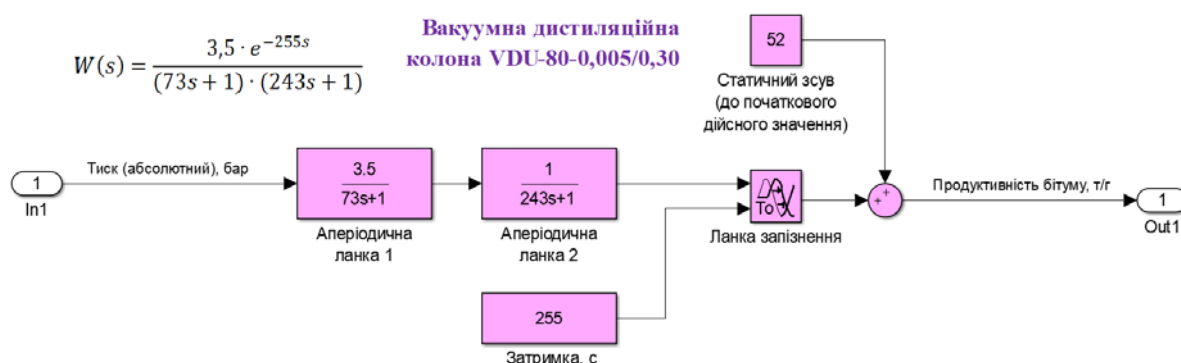 W(s) = 3,5 · e^{-255s} / (73s + 1) · (243s + 1)
Вакуумна дистиляційна
колона VDU-80-0,005/0,30
52
Статичний зсув
(до початкового
дійсного значення)
Тиск (абсолютний), бар
1
In1
3.5
73s+1
Аперіодична
ланка 1
1
243s+1
Аперіодична
ланка 2
To
Ланка запізнення
+
+
Продуктивність бітуму, т/г
1
Out1
255
Затримка, с